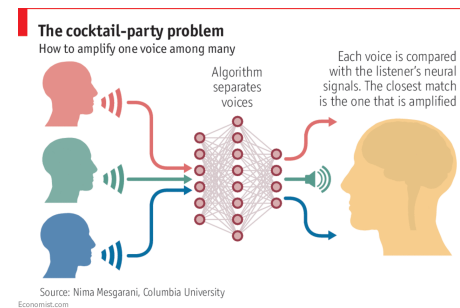 The cocktail-party problem
How to amplify one voice among many
Algorithm
separates
voices
Each voice is compared
with the listener's neural
signals. The closest match
is the one that is amplified
Source: Nima Mesgarani, Columbia University
Economist.com